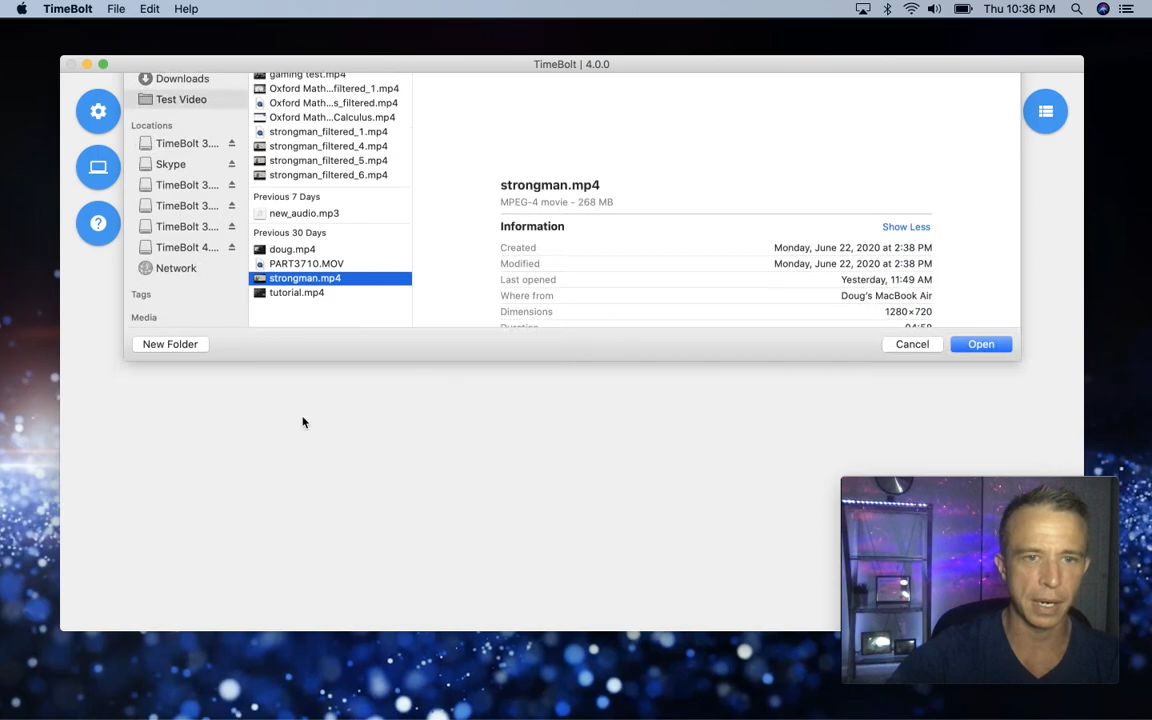 TimeBolt File Edit Help Thu 10:36 PM
TimeBolt | 4.0.0
Downloads
Test Video
Locations
TimeBolt 3....
Skype
TimeBolt 3....
TimeBolt 3....
TimeBolt 3....
TimeBolt 4....
Network
Tags
Media
gaming test.mp4
Oxford Math...filtered_1.mp4
Oxford Math...s_filtered.mp4
Oxford Math...Calculus.mp4
strongman_filtered_1.mp4
strongman_filtered_4.mp4
strongman_filtered_5.mp4
strongman_filtered_6.mp4
Previous 7 Days
new_audio.mp3
Previous 30 Days
doug.mp4
PART3710.MOV
strongman.mp4
tutorial.mp4
strongman.mp4
MPEG-4 movie - 268 MB
Information Show Less
Created Monday, June 22, 2020 at 2:38 PM
Modified Monday, June 22, 2020 at 2:38 PM
Last opened Yesterday, 11:49 AM
Where from Doug's MacBook Air
Dimensions 1280×720
Duration 04:58
New Folder Cancel Open